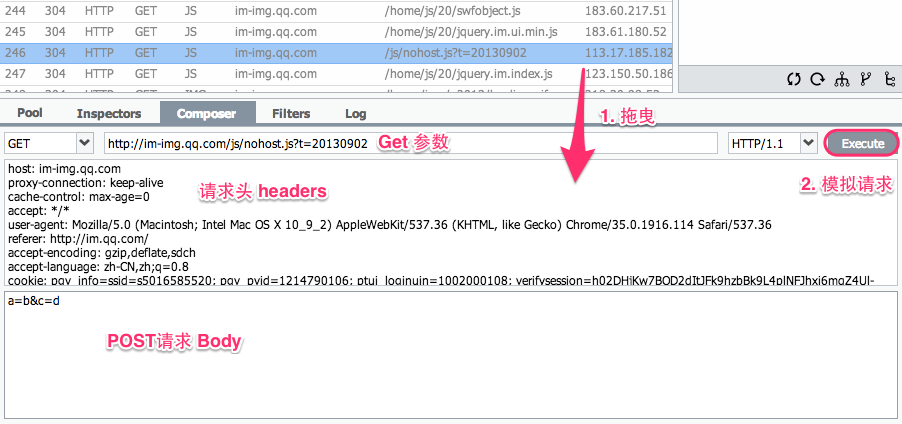 244 304 HTTP GET JS im-img.qq.com /home/js/20/swfobject.js 183.60.217.51
245 304 HTTP GET JS im-img.qq.com /home/js/20/jquery.im.ui.min.js 183.61.180.52
246 304 HTTP GET JS im-img.qq.com /js/nohost.js?t=20130902 113.17.185.182
247 304 HTTP GET JS im-img.qq.com /home/js/20/jquery.im.index.js 123.150.50.186
1. 拖曳
Pool Inspectors Composer Filters Log
GET http://im-img.qq.com/js/nohost.js?t=20130902 Get 参数 HTTP/1.1 Execute
2. 模拟请求
host: im-img.qq.com
proxy-connection: keep-alive
cache-control: max-age=0
请求头 headers
accept: */*
user-agent: Mozilla/5.0 (Macintosh; Intel Mac OS X 10_9_2) AppleWebKit/537.36 (KHTML, like Gecko) Chrome/35.0.1916.114 Safari/537.36
referer: http://im.qq.com/
accept-encoding: gzip,deflate,sdch
accept-language: zh-CN,zh;q=0.8
cookie: pgv_info=ssid=s5016585520; pgv_pvid=1214790106; ptui_loginuin=1002000108;
a=b&c=d
POST请求 Body